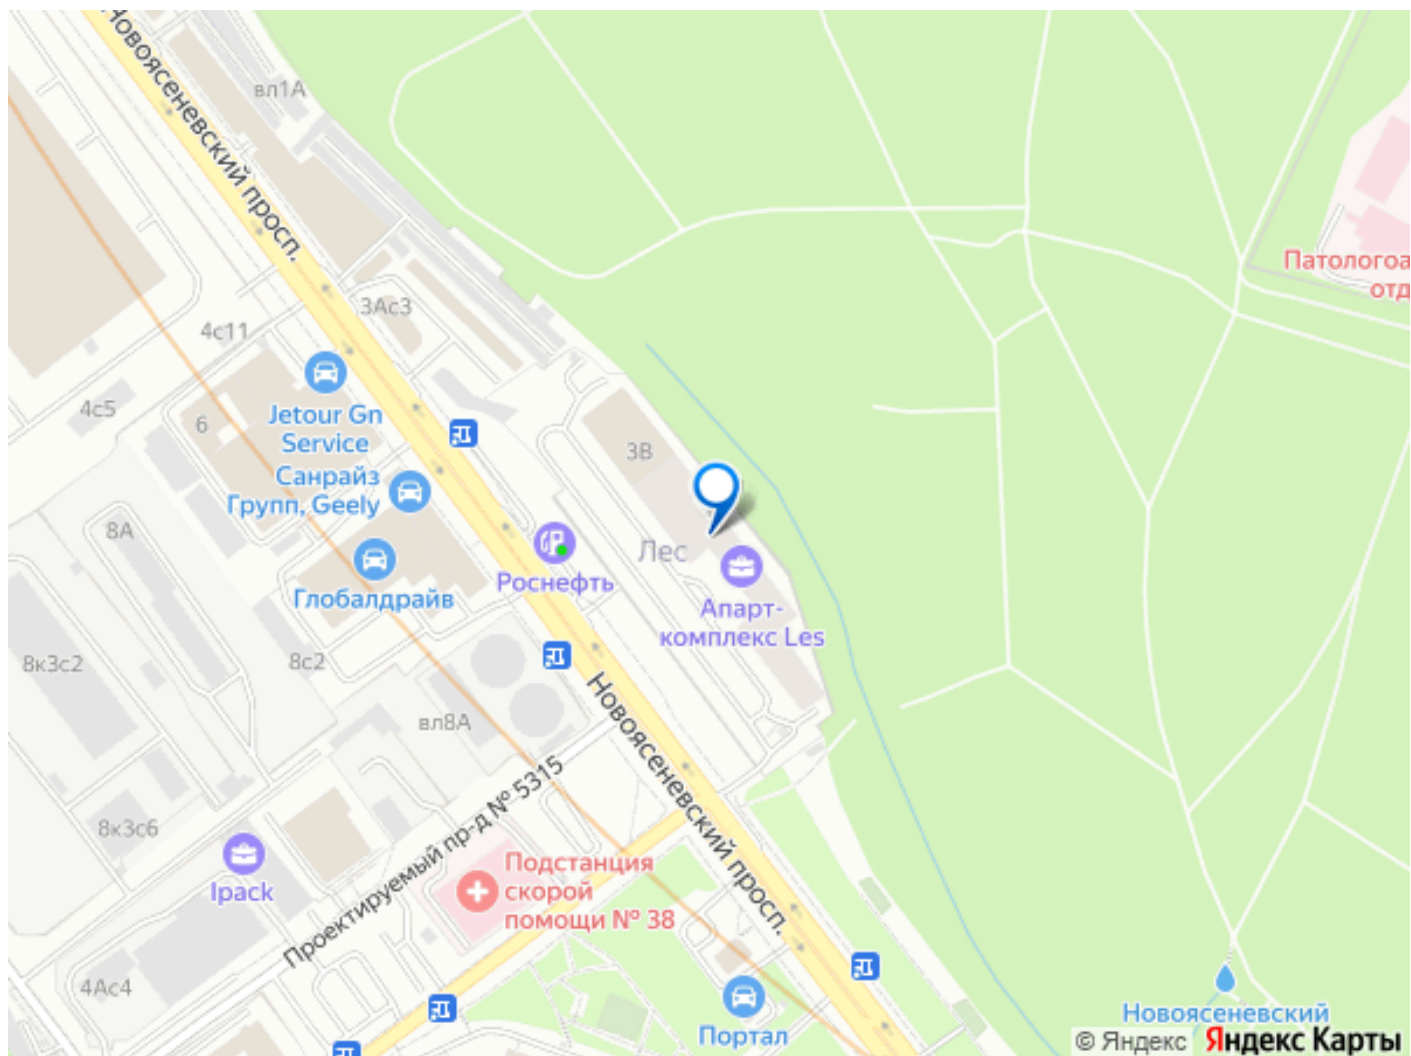 Новоясеневский просп.
вл1А
Патологоа
отд
3Ас3
4с11
Jetour Gn
Service
4с5
6
Санрайз
Групп, Geely
3В
8А
Лес
Роснефть
Глобалдрайв
Апарт-
комплекс Les
8к3с2
8с2
вл8А
Новоясеневский просп.
Проектируемый пр-д № 5315
8к3с6
Ipack
Подстанция
скорой
помощи № 38
4Ас4
Портал
Новоясеневский
© Яндекс Яндекс Карты